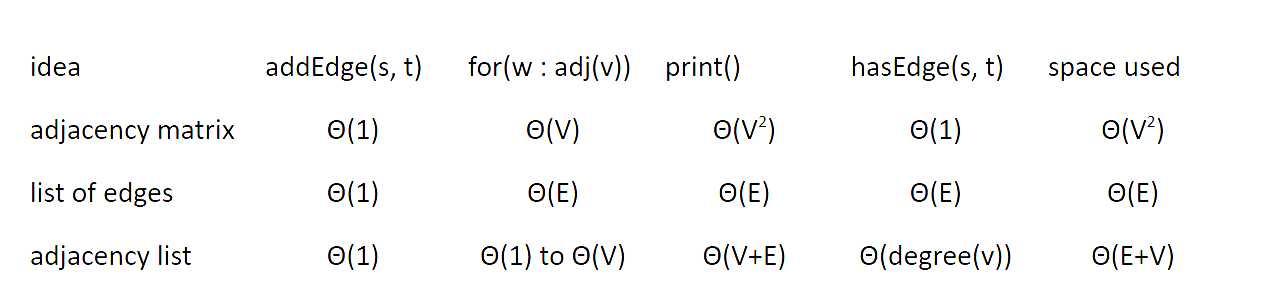 idea addEdge(s, t) for(w : adj(v)) print() hasEdge(s, t) space used
adjacency matrix Θ(1) Θ(V) Θ(V²) Θ(1) Θ(V²)
list of edges Θ(1) Θ(E) Θ(E) Θ(E) Θ(E)
adjacency list Θ(1) Θ(1) to Θ(V) Θ(V+E) Θ(degree(v)) Θ(E+V)